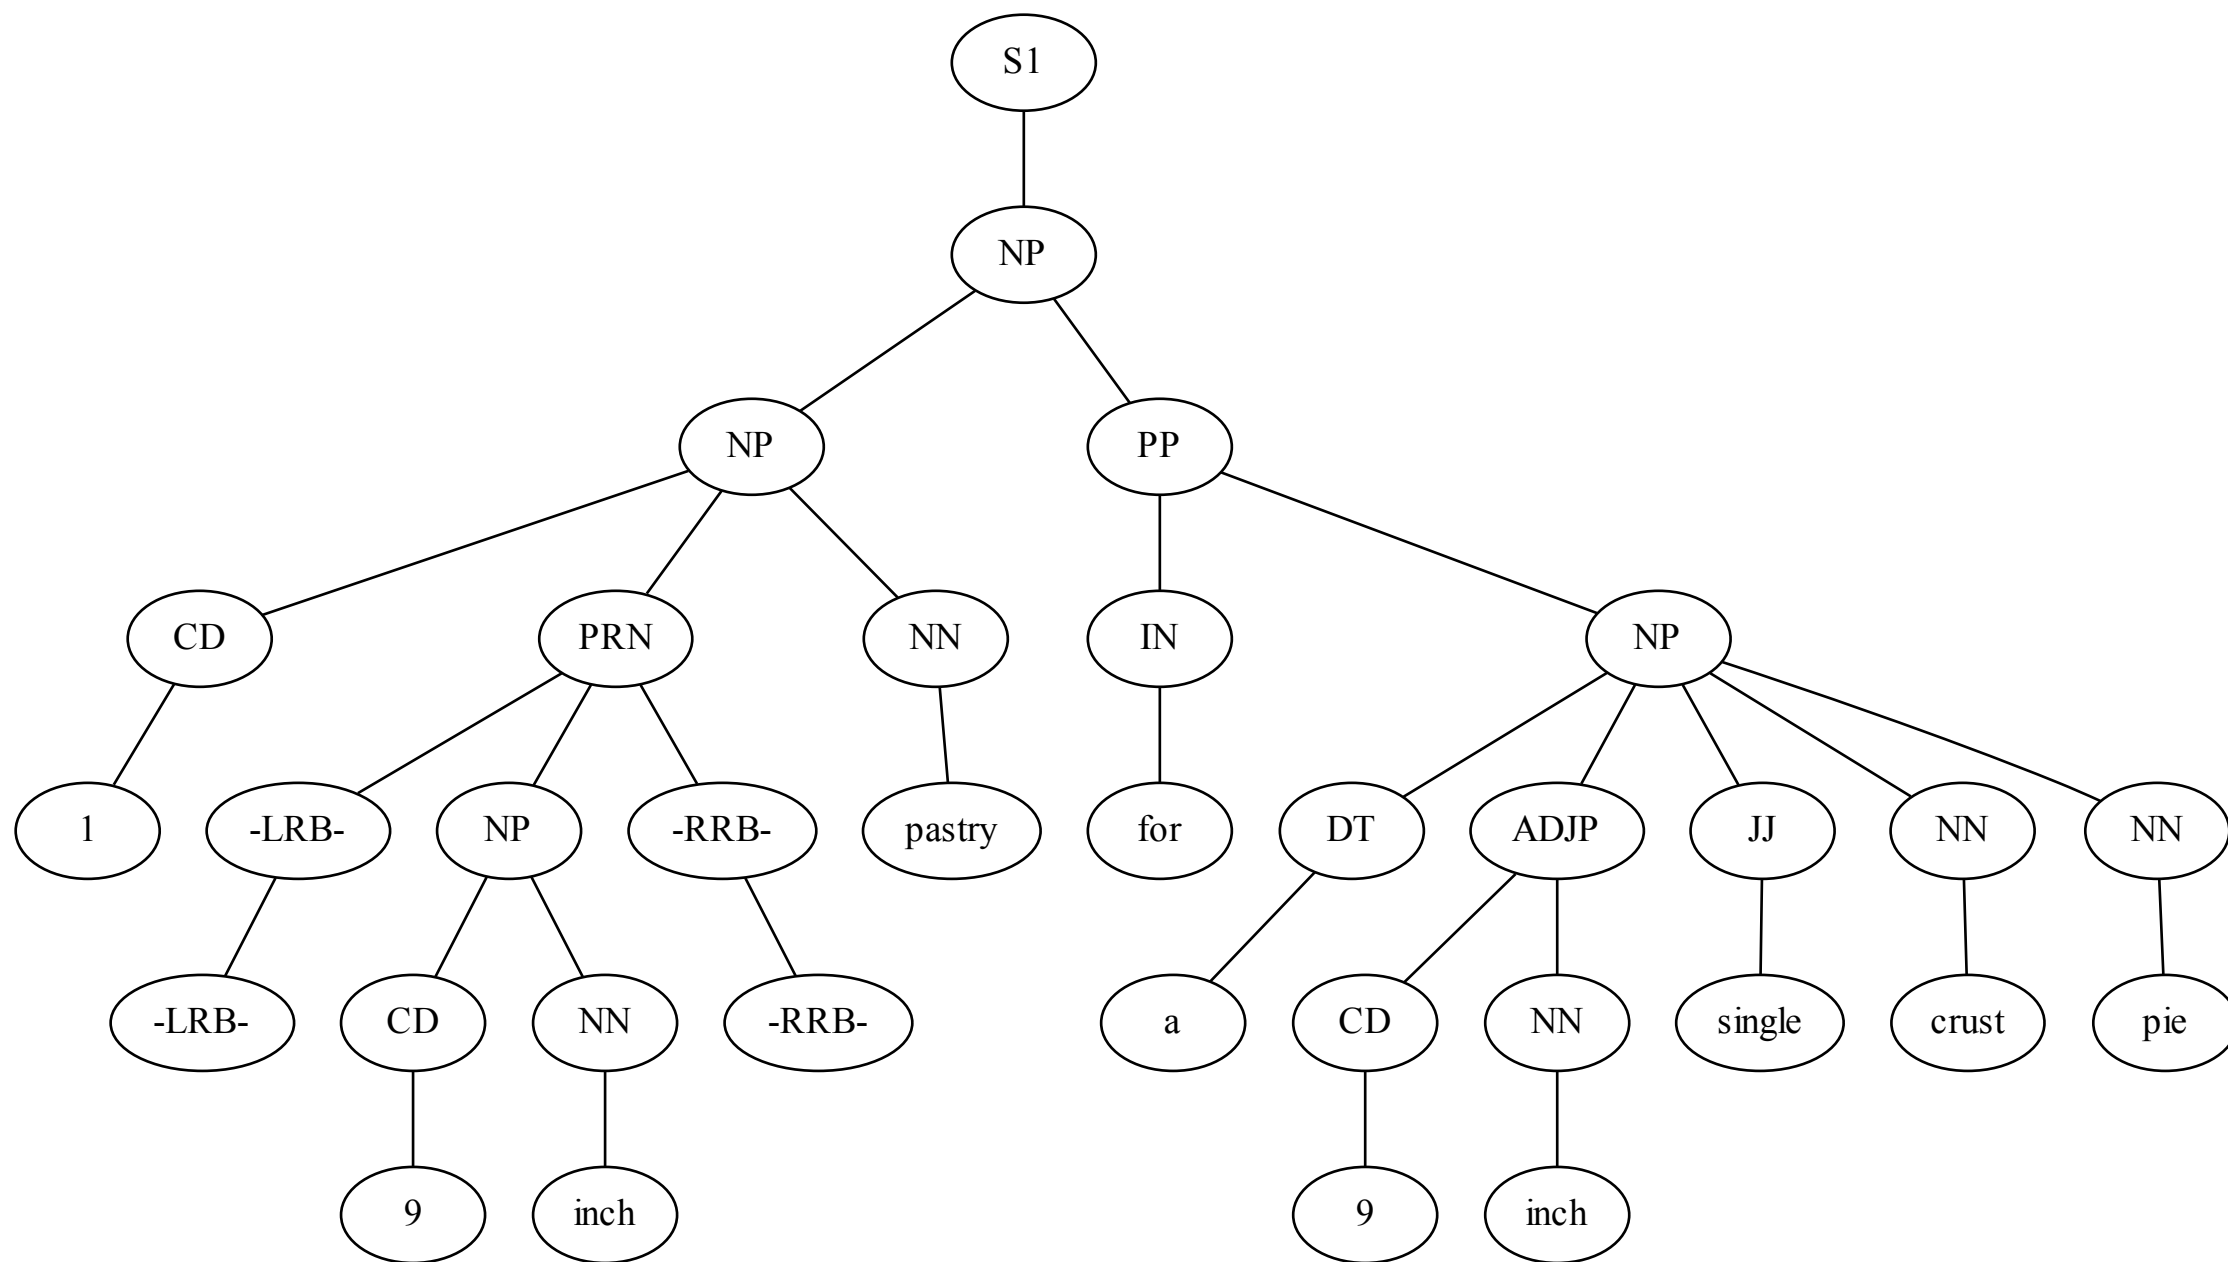 S1
NP
NP PP
CD PRN NN IN NP
1 -LRB- NP -RRB- pastry for DT ADJP JJ NN NN
-LRB- CD NN -RRB- a CD NN single crust pie
9 inch 9 inch